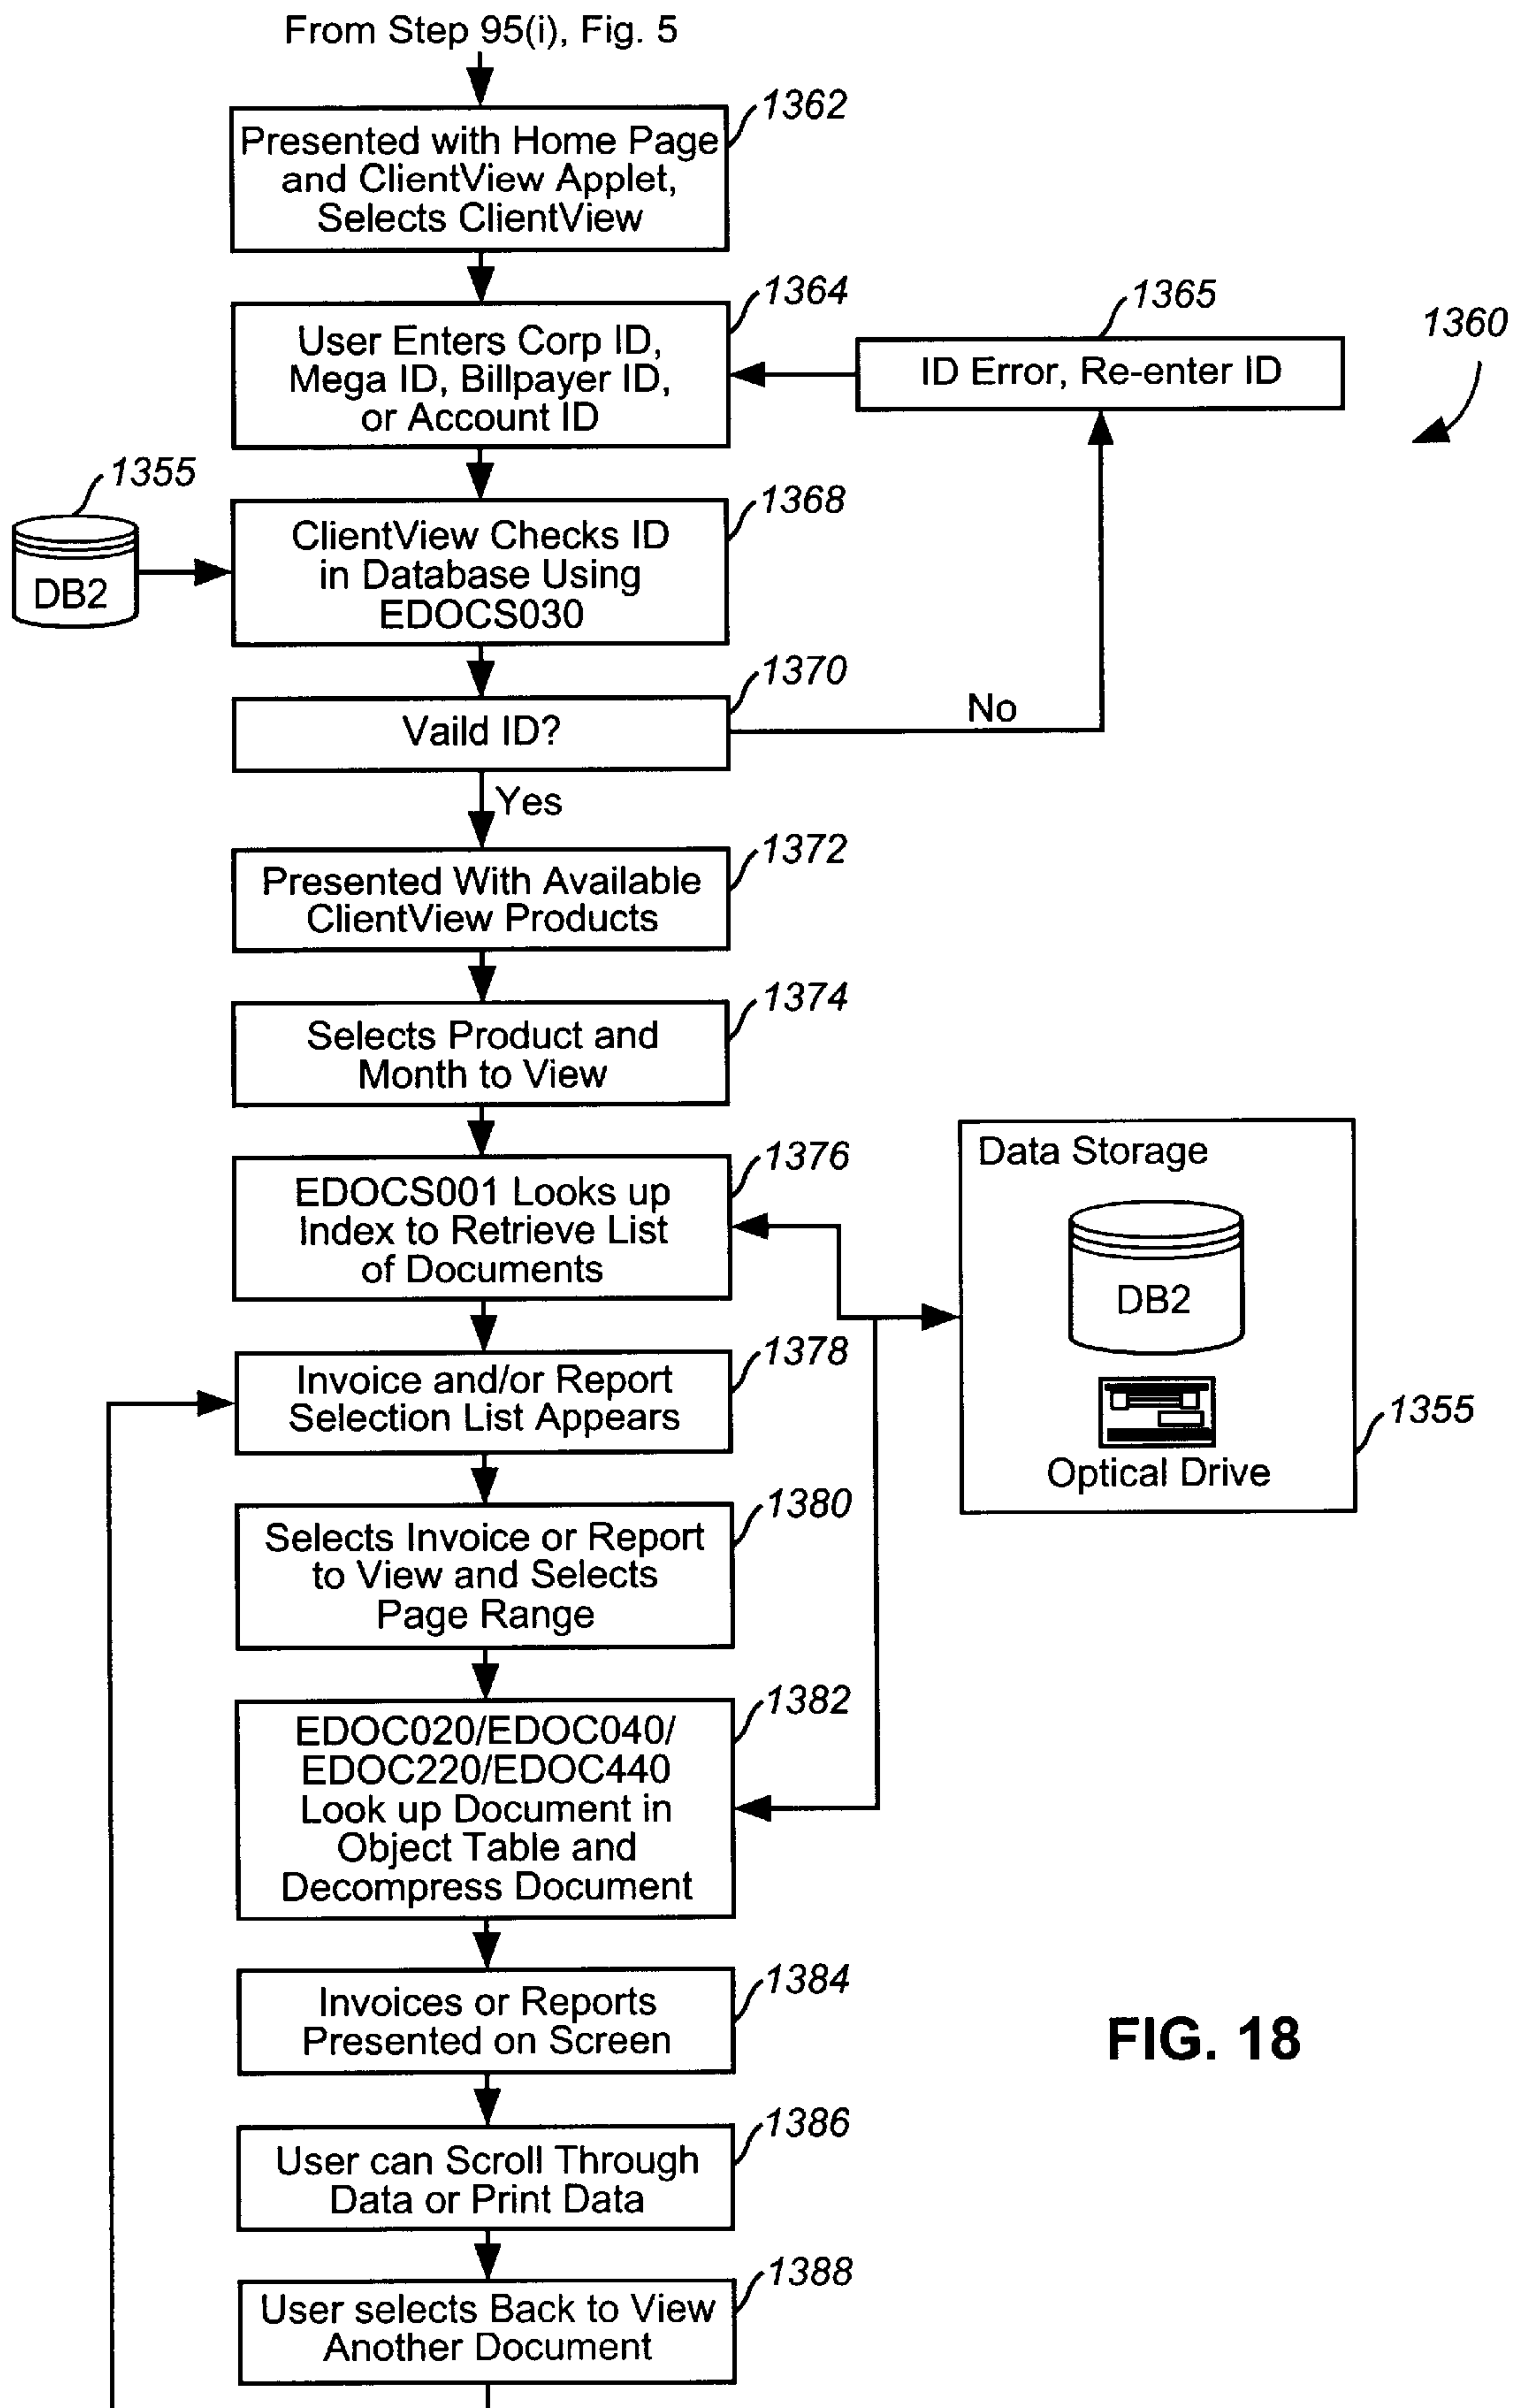 From Step 95(i), Fig. 5
1362
Presented with Home Page
and ClientView Applet,
Selects ClientView
1364
User Enters Corp ID,
Mega ID, Billpayer ID,
or Account ID
1365
ID Error, Re-enter ID
1360
1355
DB2
1368
ClientView Checks ID
in Database Using
EDOCS030
1370
Vaild ID?
No
Yes
1372
Presented With Available
ClientView Products
1374
Selects Product and
Month to View
1376
EDOCS001 Looks up
Index to Retrieve List
of Documents
Data Storage
DB2
Optical Drive
1355
1378
Invoice and/or Report
Selection List Appears
1380
Selects Invoice or Report
to View and Selects
Page Range
1382
EDOC020/EDOC040/
EDOC220/EDOC440
Look up Document in
Object Table and
Decompress Document
1384
Invoices or Reports
Presented on Screen
FIG. 18
1386
User can Scroll Through
Data or Print Data
1388
User selects Back to View
Another Document